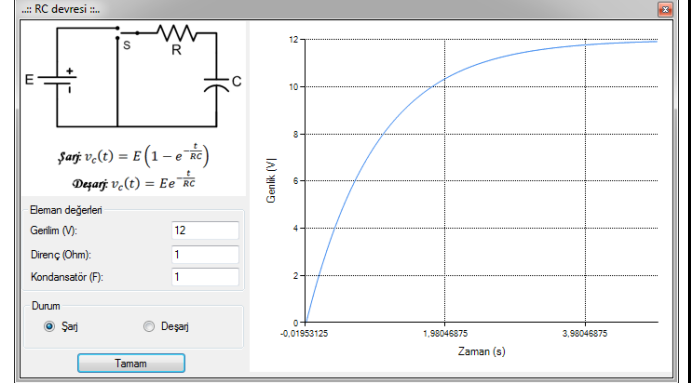 ..:: RC devresi ::..
S
R
E
+
C
Şarj: v_c(t) = E(1 − e^{−t/RC})
Deşarj: v_c(t) = Ee^{−t/RC}
Eleman değerleri
Gerilim (V): 12
Direnç (Ohm): 1
Kondansatör (F): 1
Durum
Şarj Deşarj
Tamam
Genlik (V|
12
10
8
6
4
2
0
-0,01953125 1,98046875 3,98046875
Zaman (s)